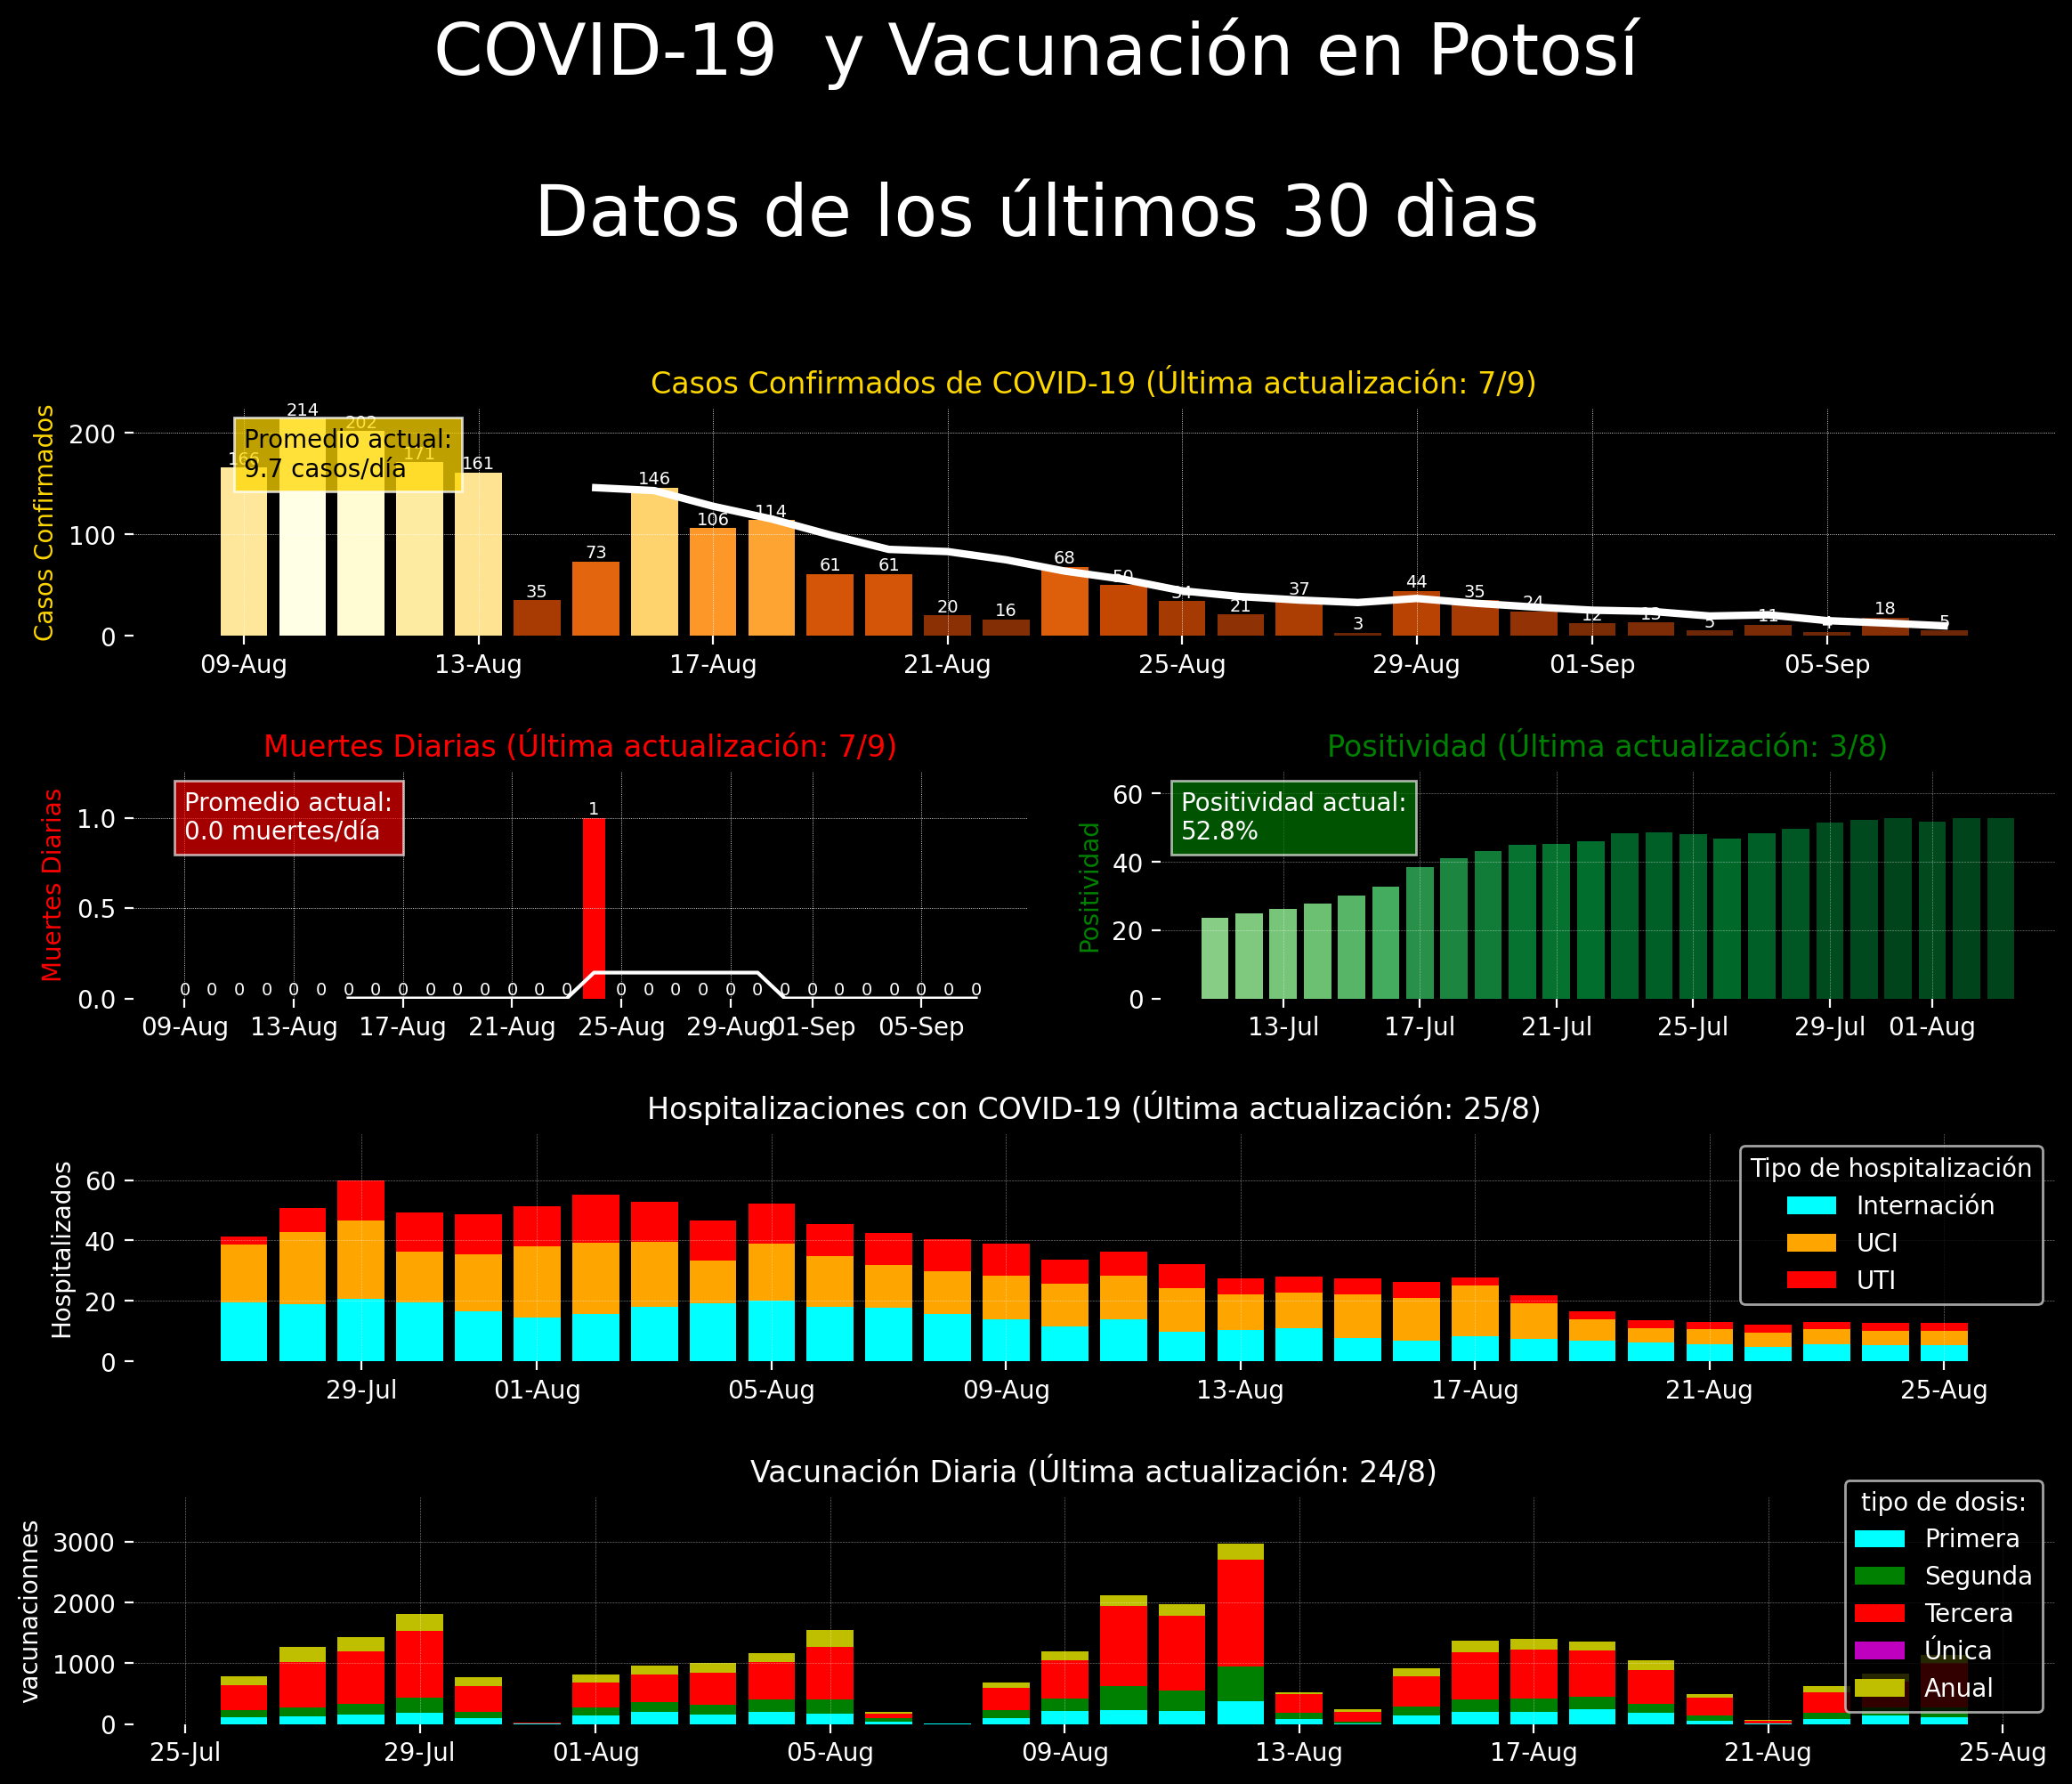 COVID-19  y Vacunación en Potosí
Datos de los últimos 30 dìas
Casos Confirmados de COVID-19 (Última actualización: 7/9)
Casos Confirmados
200
100
0
Promedio actual:
9.7 casos/día
166 214 202 171 161 35 73 146 106 114 61 61 20 16 68 50 34 21 37 3 44 35 24 12 13 5 11 4 18 5
09-Aug 13-Aug 17-Aug 21-Aug 25-Aug 29-Aug 01-Sep 05-Sep
Muertes Diarias (Última actualización: 7/9)
Muertes Diarias
1.0
0.5
0.0
Promedio actual:
0.0 muertes/día
0 0 0 0 0 0 0 0 0 0 0 0 0 0 0 1 0 0 0 0 0 0 0 0 0 0 0 0 0 0
09-Aug 13-Aug 17-Aug 21-Aug 25-Aug 29-Aug 01-Sep 05-Sep
Positividad (Última actualización: 3/8)
Positividad
60
40
20
0
Positividad actual:
52.8%
13-Jul 17-Jul 21-Jul 25-Jul 29-Jul 01-Aug
Hospitalizaciones con COVID-19 (Última actualización: 25/8)
Hospitalizados
60
40
20
0
Tipo de hospitalización
Internación
UCI
UTI
29-Jul 01-Aug 05-Aug 09-Aug 13-Aug 17-Aug 21-Aug 25-Aug
Vacunación Diaria (Última actualización: 24/8)
vacunacionnes
3000
2000
1000
0
tipo de dosis:
Primera
Segunda
Tercera
Única
Anual
25-Jul 29-Jul 01-Aug 05-Aug 09-Aug 13-Aug 17-Aug 21-Aug 25-Aug